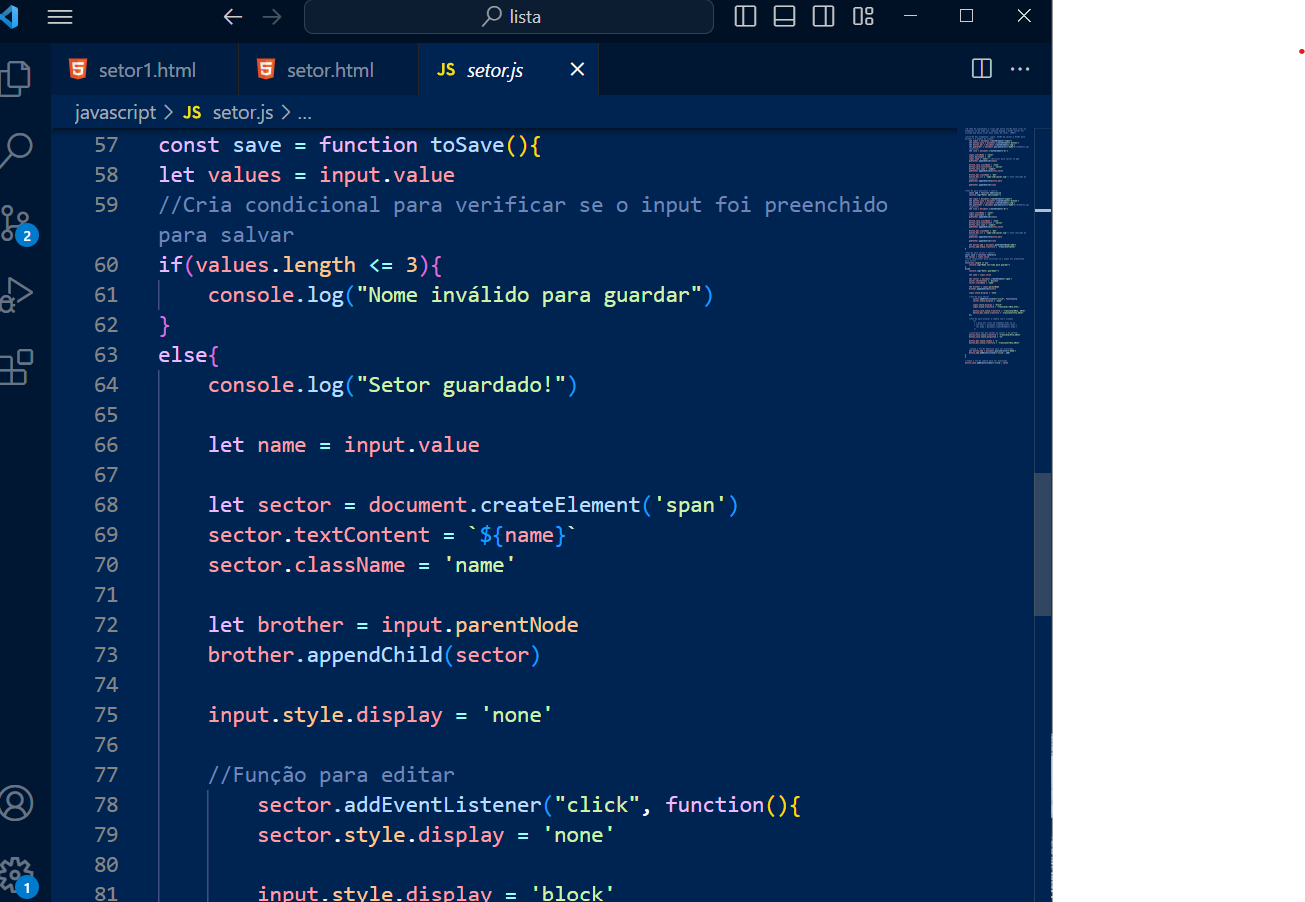 lista
setor1.html
setor.html
JS setor.js
javascript > JS setor.js > ...
57 const save = function toSave(){
58 let values = input.value
59 //Cria condicional para verificar se o input foi preenchido
para salvar
60 if(values.length <= 3){
61 console.log("Nome inválido para guardar")
62 }
63 else{
64 console.log("Setor guardado!")
65
66 let name = input.value
67
68 let sector = document.createElement('span')
69 sector.textContent = `${name}`
70 sector.className = 'name'
71
72 let brother = input.parentNode
73 brother.appendChild(sector)
74
75 input.style.display = 'none'
76
77 //Função para editar
78 sector.addEventListener("click", function(){
79 sector.style.display = 'none'
80
81 input.style.display = 'block'
2
1